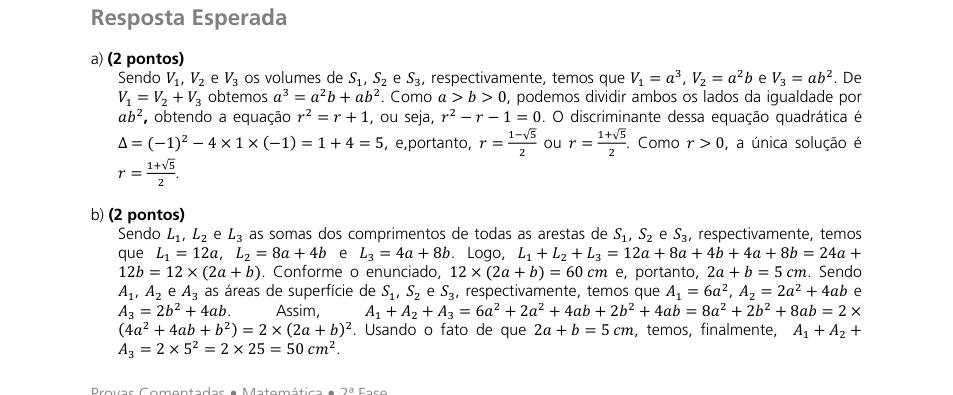 Resposta Esperada
a) (2 pontos)
Sendo V₁, V₂ e V₃ os volumes de S₁, S₂ e S₃, respectivamente, temos que V₁ = a³, V₂ = a²b e V₃ = ab². De
V₁ = V₂ + V₃ obtemos a³ = a²b + ab². Como a > b > 0, podemos dividir ambos os lados da igualdade por
ab², obtendo a equação r² = r + 1, ou seja, r² − r − 1 = 0. O discriminante dessa equação quadrática é
Δ = (−1)² − 4 × 1 × (−1) = 1 + 4 = 5, e,portanto, r = (1−√5)/2 ou r = (1+√5)/2. Como r > 0, a única solução é
r = (1+√5)/2.
b) (2 pontos)
Sendo L₁, L₂ e L₃ as somas dos comprimentos de todas as arestas de S₁, S₂ e S₃, respectivamente, temos
que L₁ = 12a, L₂ = 8a + 4b e L₃ = 4a + 8b. Logo, L₁ + L₂ + L₃ = 12a + 8a + 4b + 4a + 8b = 24a +
12b = 12 × (2a + b). Conforme o enunciado, 12 × (2a + b) = 60 cm e, portanto, 2a + b = 5 cm. Sendo
A₁, A₂ e A₃ as áreas de superfície de S₁, S₂ e S₃, respectivamente, temos que A₁ = 6a², A₂ = 2a² + 4ab e
A₃ = 2b² + 4ab. Assim, A₁ + A₂ + A₃ = 6a² + 2a² + 4ab + 2b² + 4ab = 8a² + 2b² + 8ab = 2 ×
(4a² + 4ab + b²) = 2 × (2a + b)². Usando o fato de que 2a + b = 5 cm, temos, finalmente, A₁ + A₂ +
A₃ = 2 × 5² = 2 × 25 = 50 cm².
Provas Comentadas • Matemática • 2ª Fase